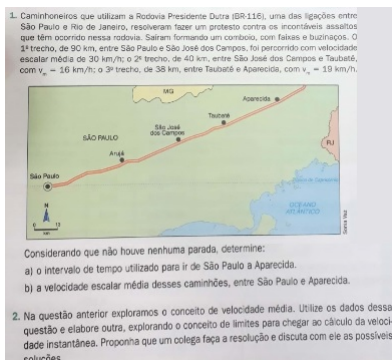 1. Caminhoneiros que utilizam a Rodovia Presidente Dutra (BR-116), uma das ligações entre
São Paulo e Rio de Janeiro, resolveram fazer um protesto contra os incontáveis assaltos
que têm ocorrido nessa rodovia. Saíram formando um comboio, com faixas e buzinaços. O
1º trecho, de 90 km, entre São Paulo e São José dos Campos, foi percorrido com velocidade
escalar média de 30 km/h; o 2º trecho, de 40 km, entre São José dos Campos e Taubaté,
com vm = 16 km/h; o 3º trecho, de 38 km, entre Taubaté e Aparecida, com vm = 19 km/h.
MG
Aparecida
Taubaté
São José
dos Campos
SÃO PAULO
Arujá
RJ
São Paulo
N
OCEANO
ATLÂNTICO
0
km
Considerando que não houve nenhuma parada, determine:
a) o intervalo de tempo utilizado para ir de São Paulo a Aparecida.
b) a velocidade escalar média desses caminhões, entre São Paulo e Aparecida.
2. Na questão anterior exploramos o conceito de velocidade média. Utilize os dados dessa
questão e elabore outra, explorando o conceito de limites para chegar ao cálculo da veloci-
dade instantânea. Proponha que um colega faça a resolução e discuta com ele as possíveis
soluções